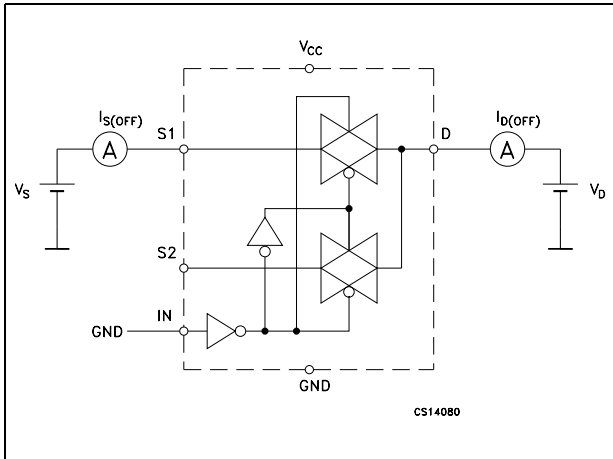 VCC
IS(OFF)
S1
D
ID(OFF)
A
A
VS
VD
S2
IN
GND
GND
CS14080